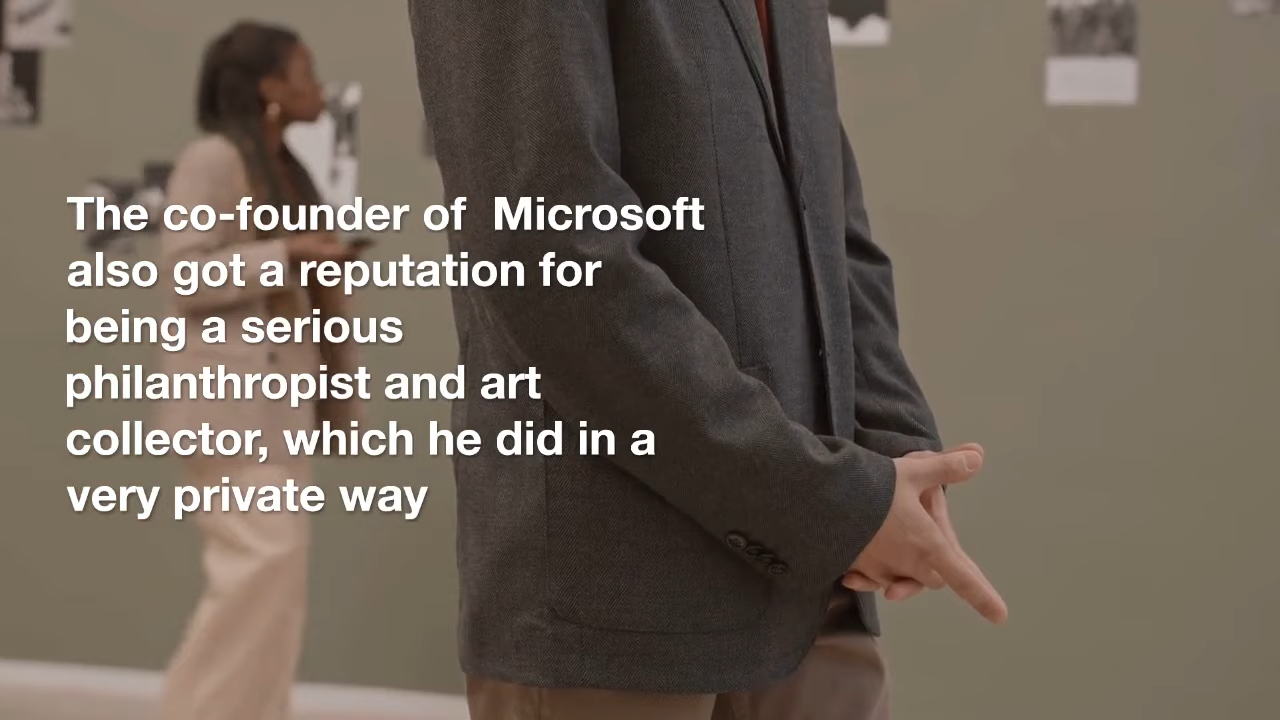 The co-founder of  Microsoft
also got a reputation for
being a serious
philanthropist and art
collector, which he did in a
very private way